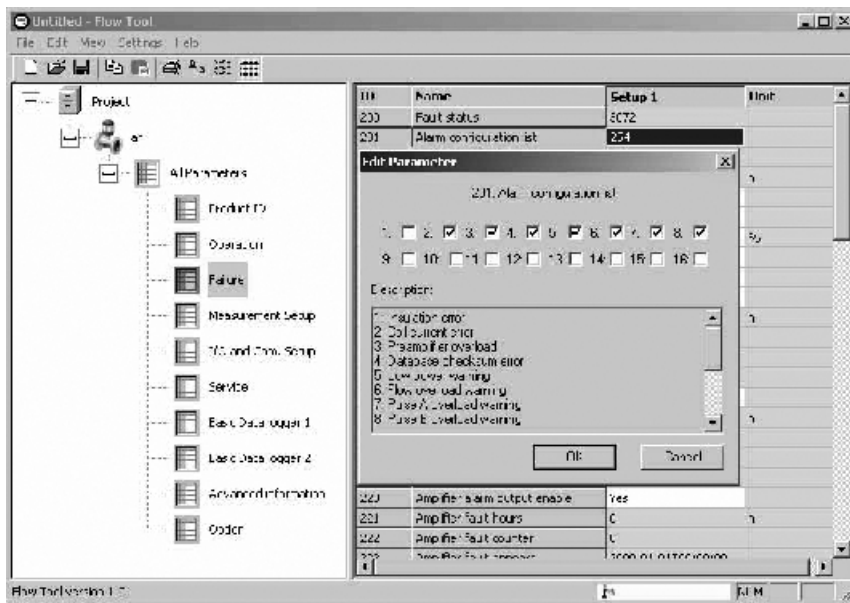 Untitled - Flow Tool
File Edit View Settings Help
Project
All Parameters
Product ID
Operation
Failure
Measurement Setup
I/O and Com. Setup
Service
Basic Datalogger 1
Basic Datalogger 2
Advanced information
Option
ID Name Setup 1 Unit
200 Fault status
201 Alarm configuration list 254
Edit Parameter
201. Alarm configuration list
1: 2: 3: 4: 5: 6: 7: 8:
9: 10: 11: 12: 13: 14: 15: 16:
Description:
1: Insulation error
2: Coil current error
3: Preamplifier overload
4: Database checksum error
5: Low power warning
6: Flow overload warning
7: Pulse A overload warning
8: Pulse B overload warning
Ok Cancel
%
h
220 Amplifier alarm output enable Yes
221 Amplifier fault hours 0 h
222 Amplifier fault counter 0
Amplifier fault appears
Flow Tool version
NUM